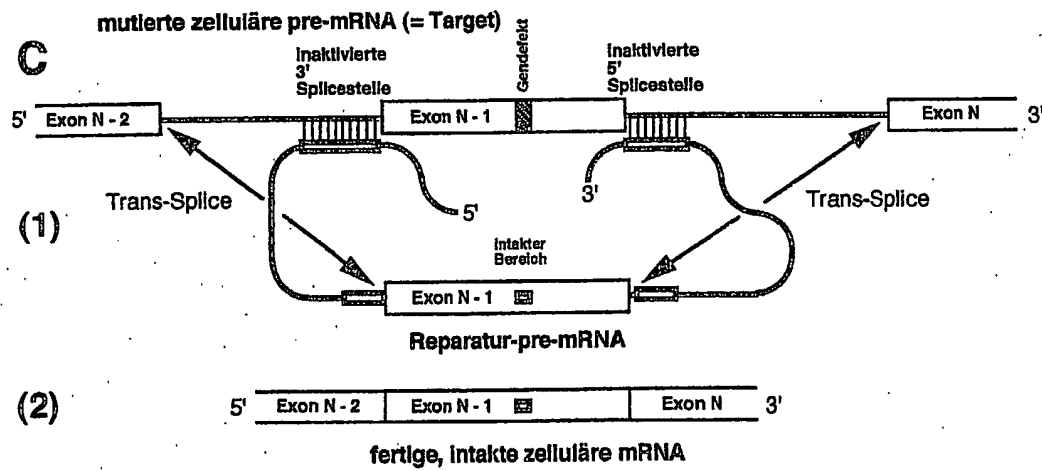 mutierte zelluläre pre-mRNA (= Target)
C
Inaktivierte
3'
Splicestelle
Gendefekt
Inaktivierte
5'
Splicestelle
5' Exon N - 2 Exon N - 1 Exon N 3'
Trans-Splice 5' 3' Trans-Splice
(1)
Intakter
Bereich
Exon N - 1
Reparatur-pre-mRNA
(2) 5' Exon N - 2 Exon N - 1 Exon N 3'
fertige, intakte zelluläre mRNA